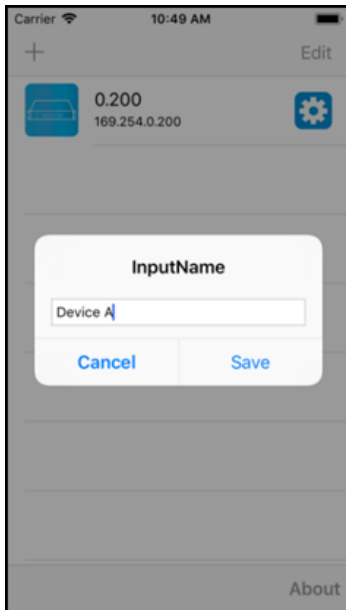 Carrier 10:49 AM
+ Edit
0.200
169.254.0.200
InputName
Device A
Cancel Save
About